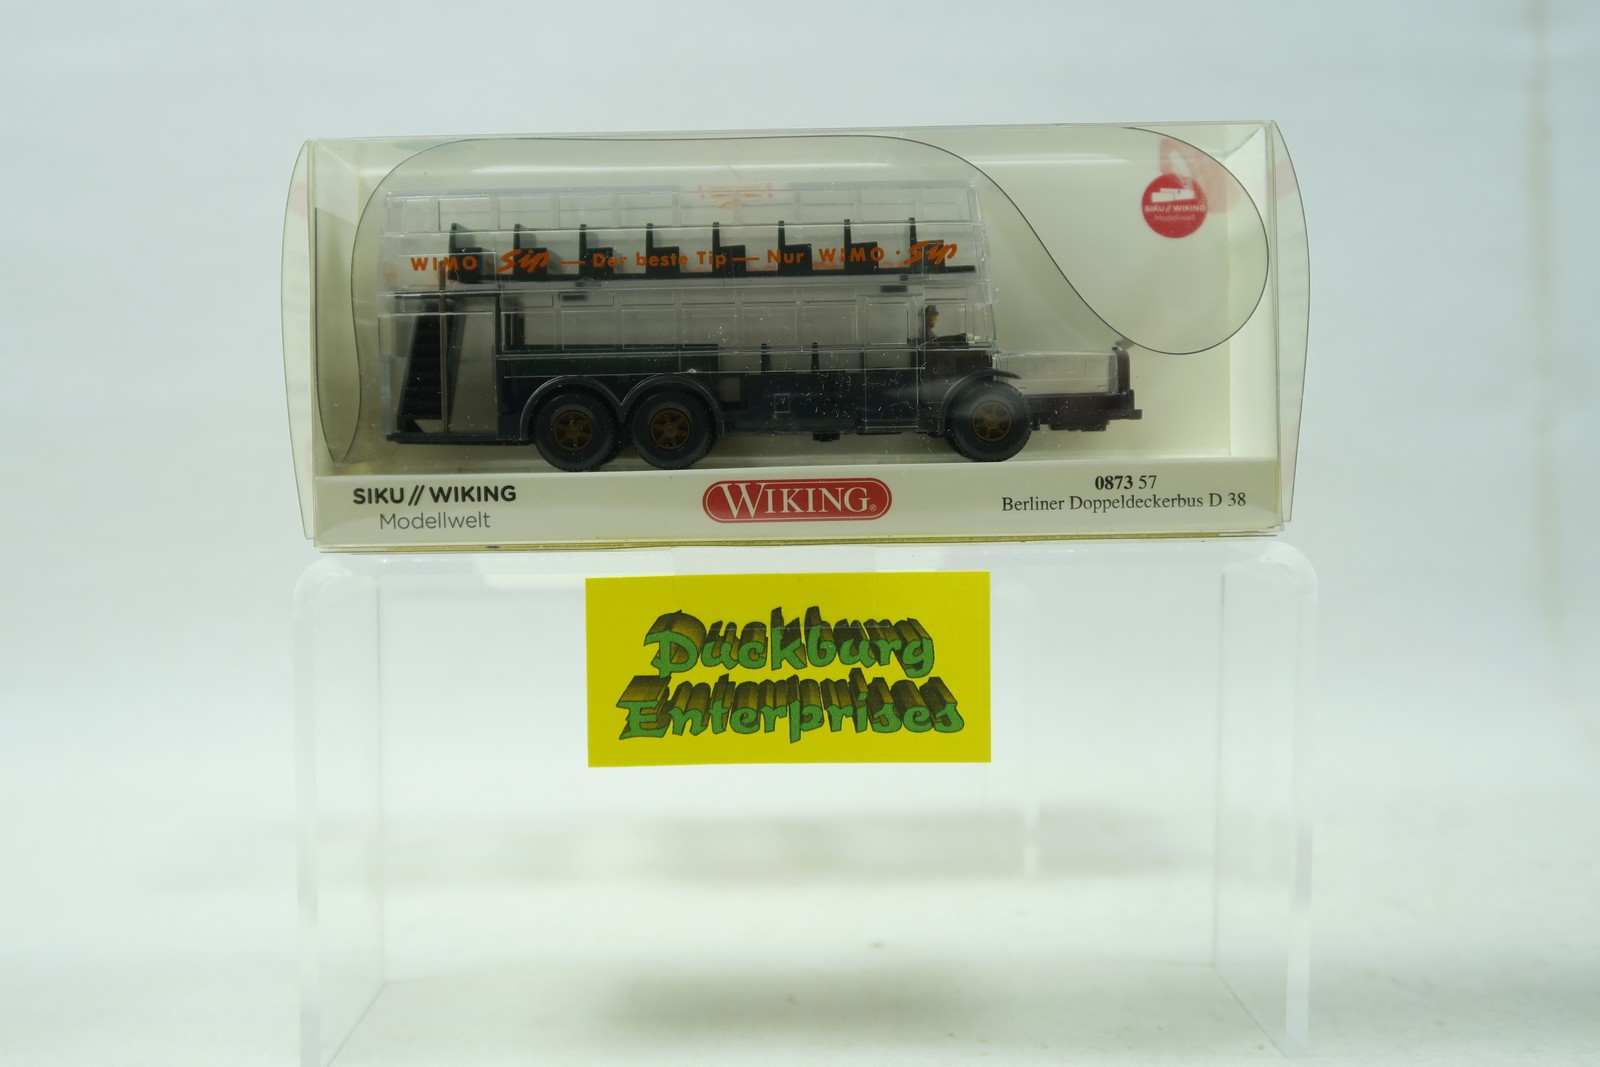 SIKU // WIKING
Modellwelt
WIMO · Sip — Der beste Tip — Nur WIMO · Sip
SIKU // WIKING
Modellwelt
WIKING®
0873 57
Berliner Doppeldeckerbus D 38
Duckburg
Enterprises